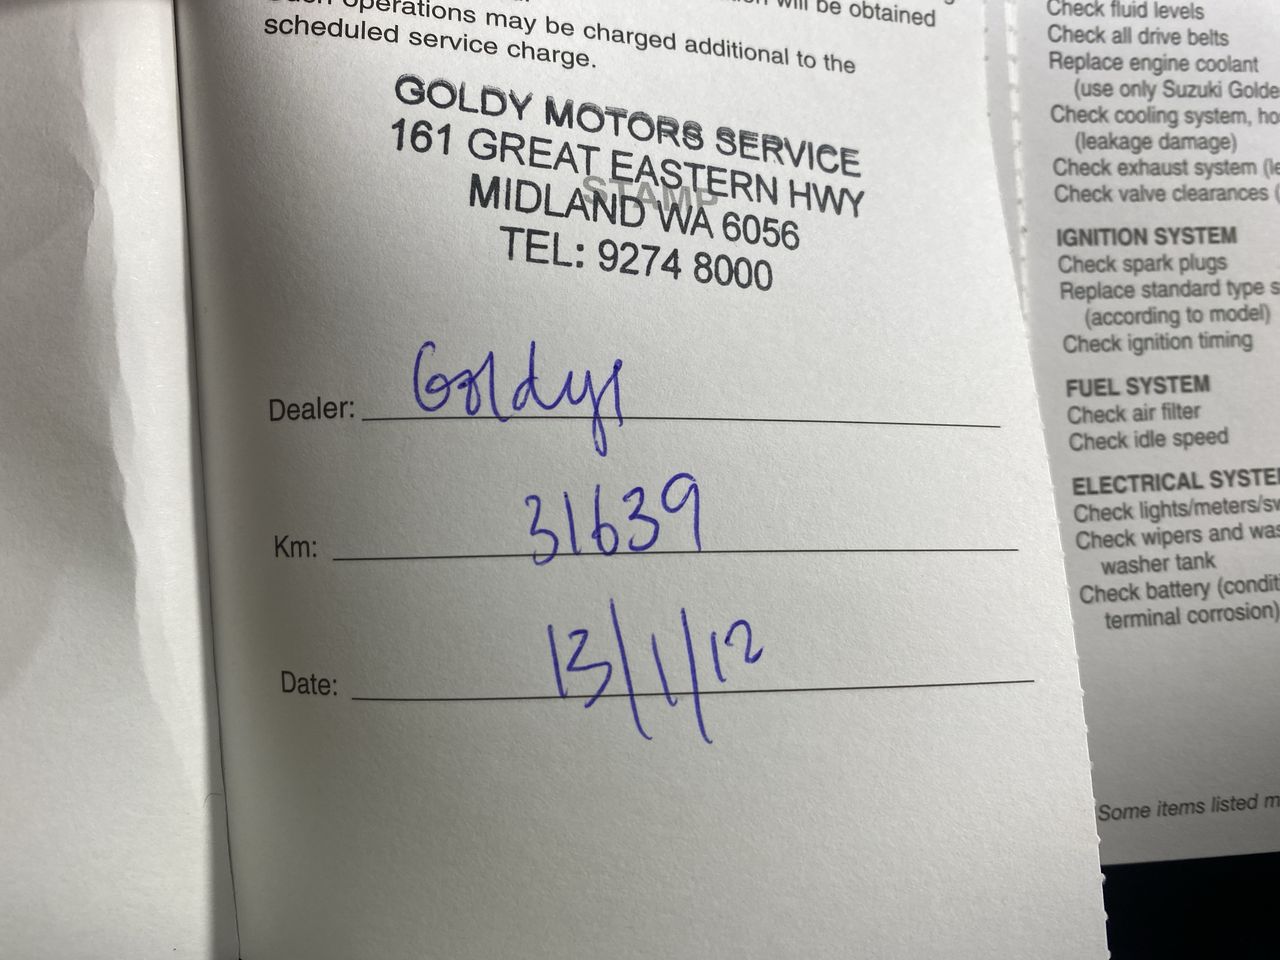 will be obtained
operations may be charged additional to the
scheduled service charge.
GOLDY MOTORS SERVICE
161 GREAT EASTERN HWY
STAMP
MIDLAND WA 6056
TEL: 9274 8000
Dealer: Goldys
Km: 31639
Date: 13/1/12
Check fluid levels
Check all drive belts
Replace engine coolant
(use only Suzuki Golde
Check cooling system, ho
(leakage damage)
Check exhaust system (le
Check valve clearances (
IGNITION SYSTEM
Check spark plugs
Replace standard type s
(according to model)
Check ignition timing
FUEL SYSTEM
Check air filter
Check idle speed
ELECTRICAL SYSTE
Check lights/meters/sw
Check wipers and was
washer tank
Check battery (condit
terminal corrosion)
Some items listed m